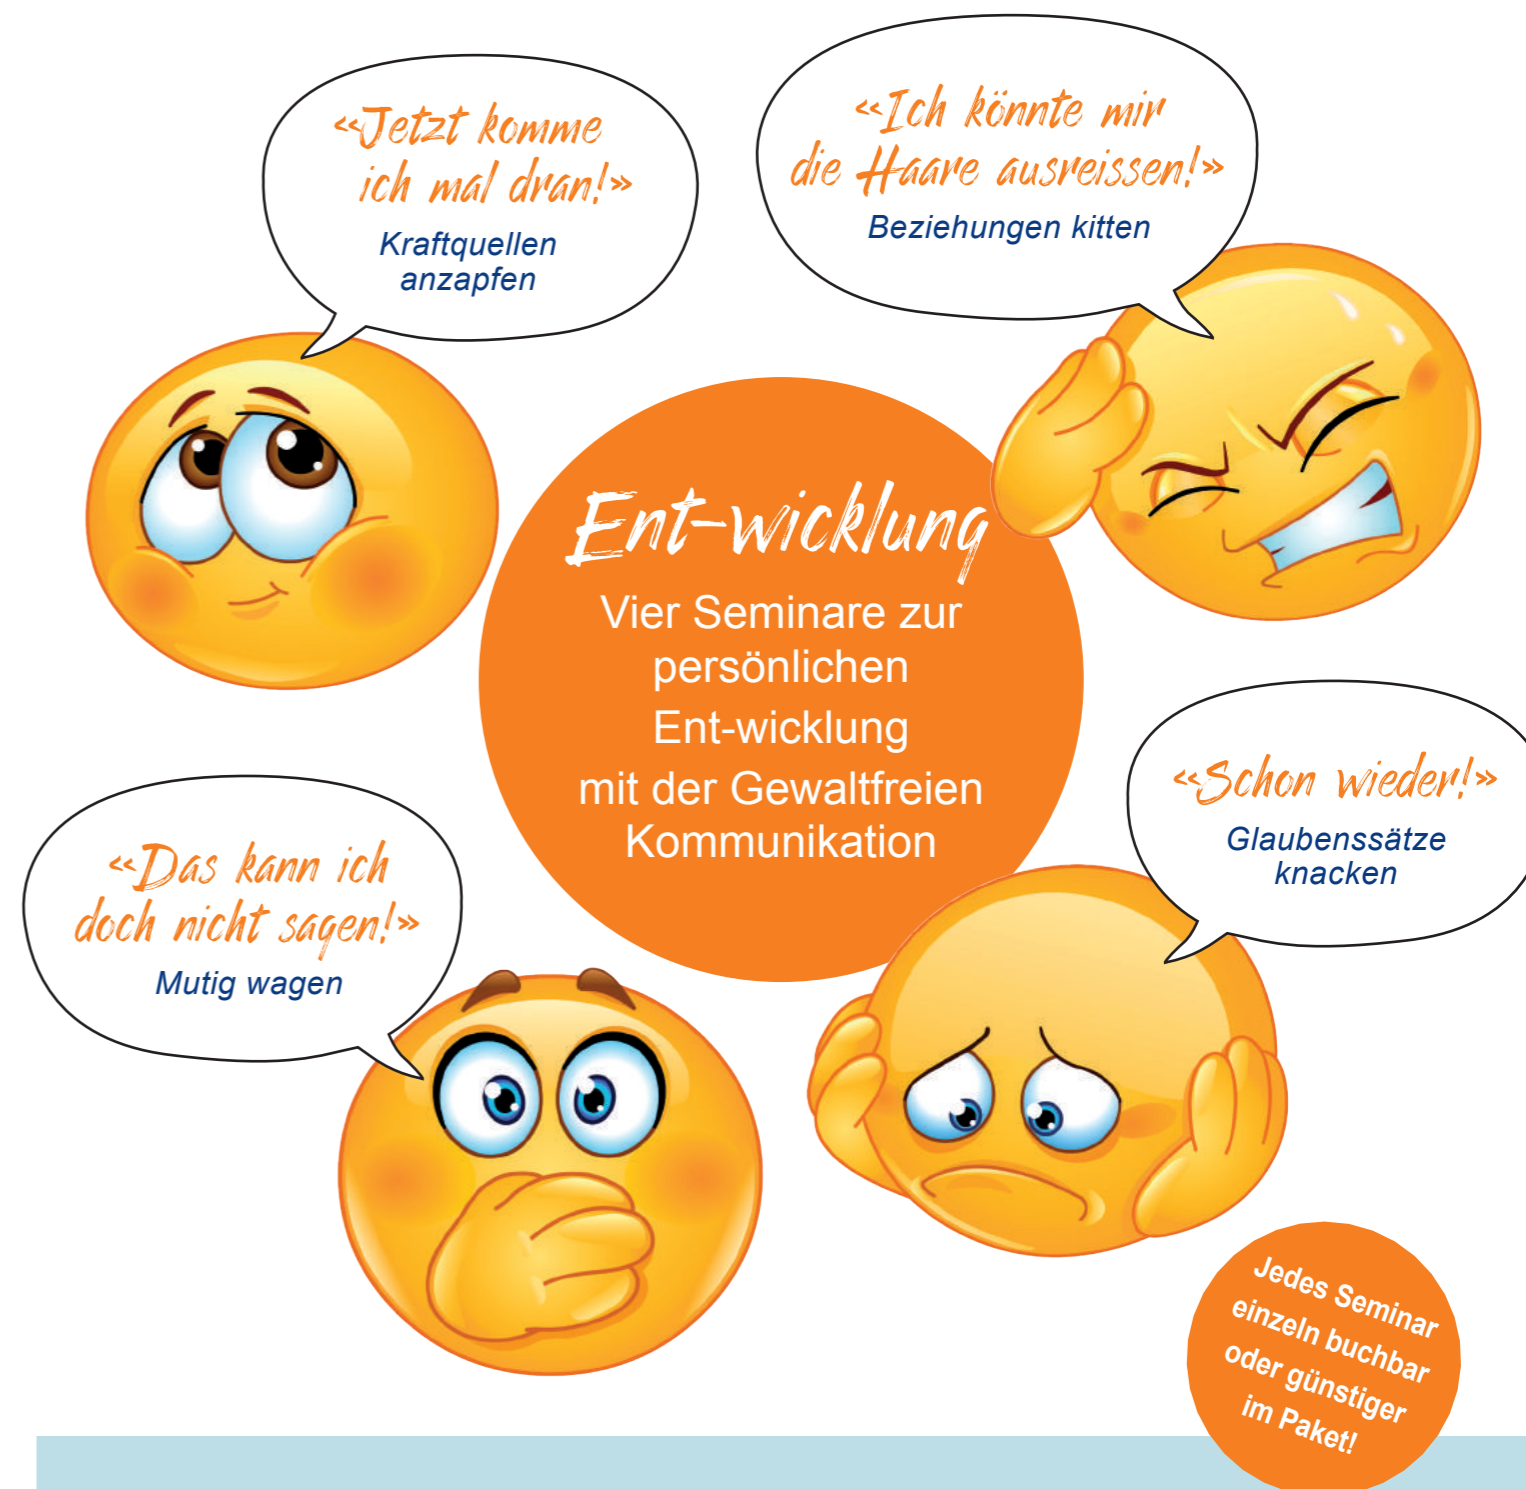 «Jetzt komme
ich mal dran!»
Kraftquellen
anzapfen
«Ich könnte mir
die Haare ausreissen!»
Beziehungen kitten
Ent-wicklung
Vier Seminare zur
persönlichen
Ent-wicklung
mit der Gewaltfreien
Kommunikation
«Das kann ich
doch nicht sagen!»
Mutig wagen
«Schon wieder!»
Glaubenssätze
knacken
Jedes Seminar
einzeln buchbar
oder günstiger
im Paket!